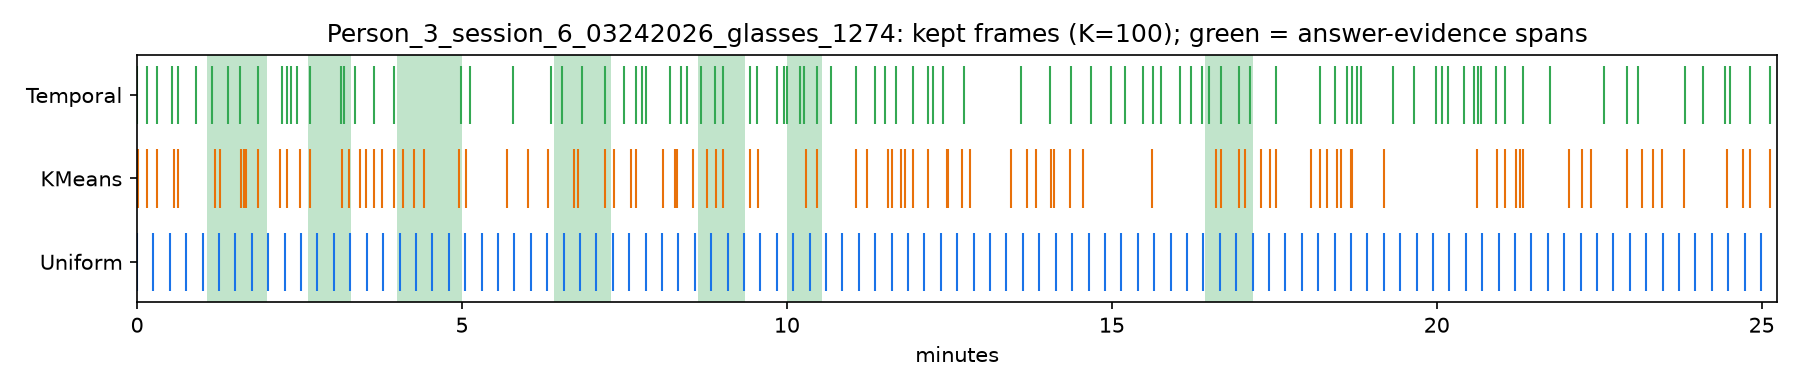 Person_3_session_6_03242026_glasses_1274: kept frames (K=100); green = answer-evidence spans
Temporal
KMeans
Uniform
0 5 10 15 20 25
minutes